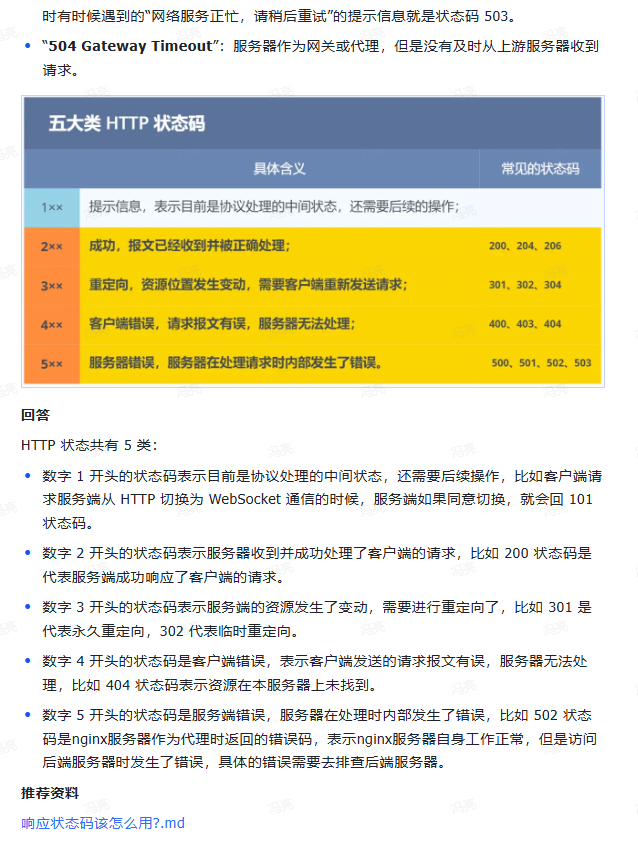 时有时候遇到的“网络服务正忙，请稍后重试”的提示信息就是状态码 503。
“504 Gateway Timeout”：服务器作为网关或代理，但是没有及时从上游服务器收到
请求。
五大类 HTTP 状态码
具体含义 常见的状态码
1×× 提示信息，表示目前是协议处理的中间状态，还需要后续的操作；
2×× 成功，报文已经收到并被正确处理； 200、204、206
3×× 重定向，资源位置发生变动，需要客户端重新发送请求； 301、302、304
4×× 客户端错误，请求报文有误，服务器无法处理； 400、403、404
5×× 服务器错误，服务器在处理请求时内部发生了错误。 500、501、502、503
回答
HTTP 状态共有 5 类：
数字 1 开头的状态码表示目前是协议处理的中间状态，还需要后续操作，比如客户端请
求服务端从 HTTP 切换为 WebSocket 通信的时候，服务端如果同意切换，就会回 101
状态码。
数字 2 开头的状态码表示服务器收到并成功处理了客户端的请求，比如 200 状态码是
代表服务端成功响应了客户端的请求。
数字 3 开头的状态码表示服务端的资源发生了变动，需要进行重定向了，比如 301 是
代表永久重定向，302 代表临时重定向。
数字 4 开头的状态码是客户端错误，表示客户端发送的请求报文有误，服务器无法处
理，比如 404 状态码表示资源在本服务器上未找到。
数字 5 开头的状态码是服务端错误，服务器在处理时内部发生了错误，比如 502 状态
码是nginx服务器作为代理时返回的错误码，表示nginx服务器自身工作正常，但是访问
后端服务器时发生了错误，具体的错误需要去排查后端服务器。
推荐资料
响应状态码该怎么用?.md